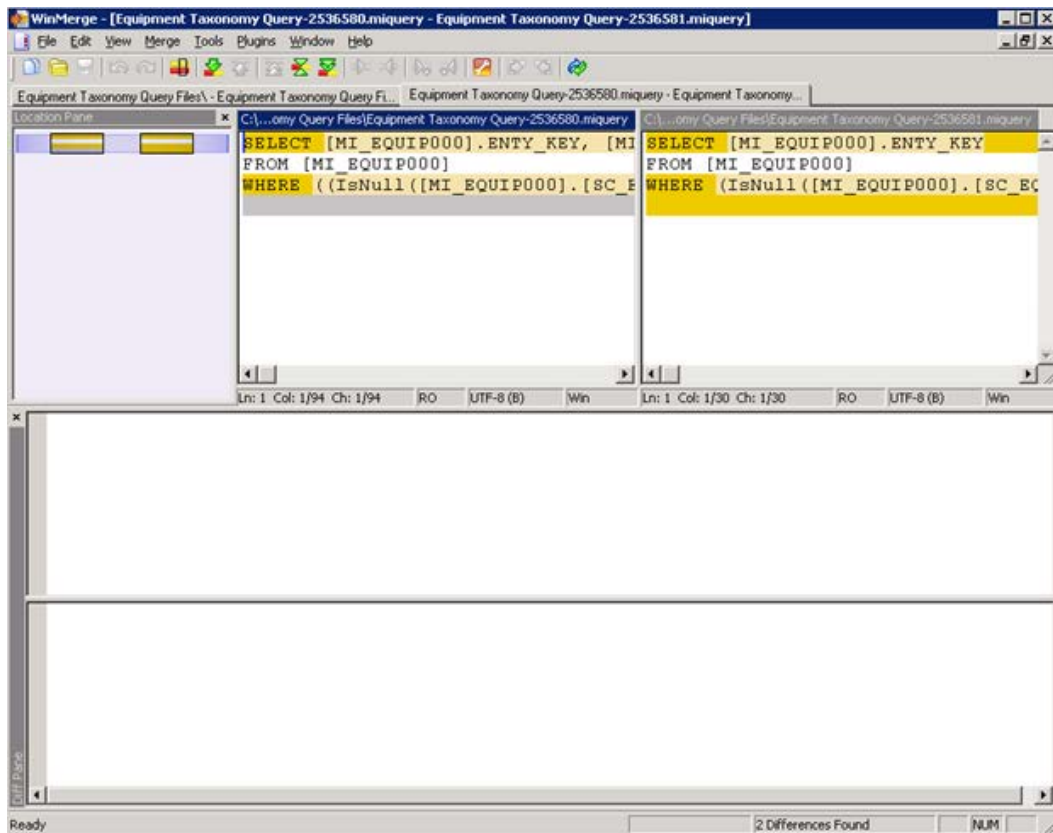 WinMerge - [Equipment Taxonomy Query-2536580.miquery - Equipment Taxonomy Query-2536581.miquery]
File Edit View Merge Tools Plugins Window Help
Equipment Taxonomy Query Files\ - Equipment Taxonomy Query Fi... Equipment Taxonomy Query-2536580.miquery - Equipment Taxonomy...
Location Pane x C:\...omy Query Files\Equipment Taxonomy Query-2536580.miquery C:\...omy Query Files\Equipment Taxonomy Query-2536581.miquery
SELECT [MI_EQUIP000].ENTY_KEY, [MI SELECT [MI_EQUIP000].ENTY_KEY
FROM [MI_EQUIP000] FROM [MI_EQUIP000]
WHERE ((IsNull([MI_EQUIP000].[SC_E WHERE (IsNull([MI_EQUIP000].[SC_EQ
Ln: 1 Col: 1/94 Ch: 1/94 RO UTF-8 (B) Win Ln: 1 Col: 1/30 Ch: 1/30 RO UTF-8 (B) Win
x
Diff Pane
Ready 2 Differences Found NUM